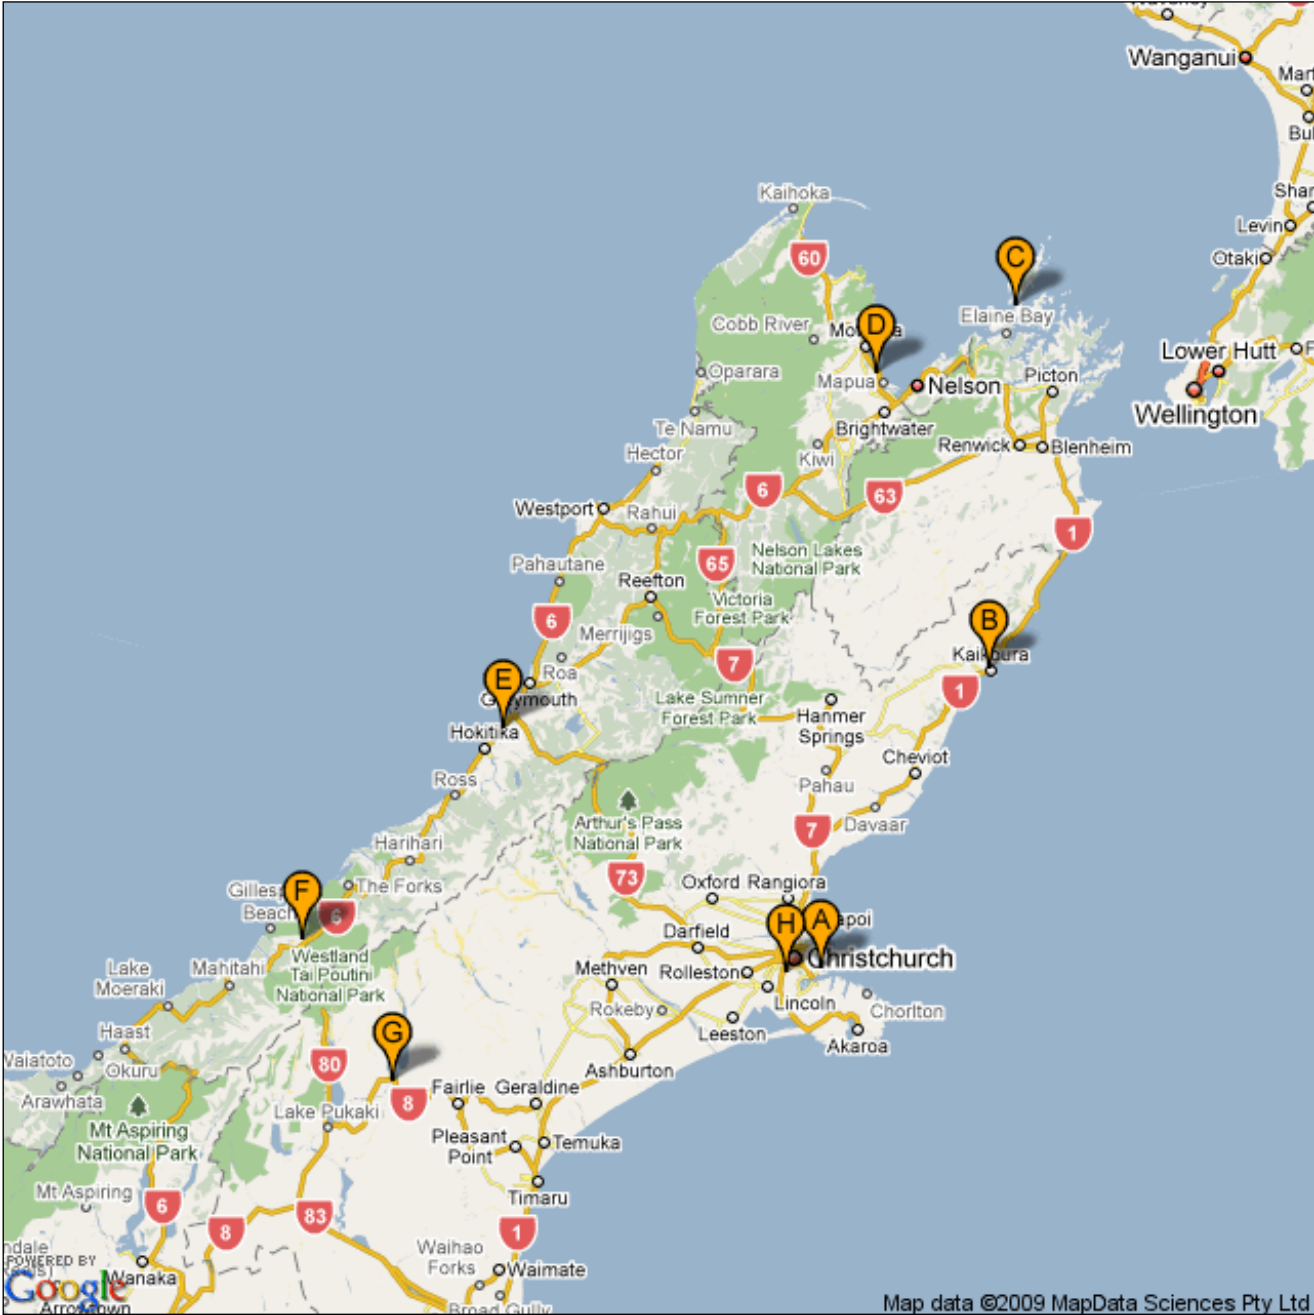 Wanganui
Levin
Otaki
Kaihoka
60
C
Elaine Bay
Cobb River
D
Lower Hutt
Oparara
Mapua
Nelson
Picton
Wellington
Te Namu
Brightwater
Renwick
Blenheim
Hector
Kiwi
6
63
Westport
Rahui
1
Pahautane
65
Nelson Lakes
National Park
Reefton
Victoria
Forest Park
6
Merrijigs
B
Kaikoura
7
Roa
E
Greymouth
Lake Sumner
Forest Park
1
Hanmer
Springs
Hokitika
Cheviot
Ross
Pahau
Arthur's Pass
National Park
7
Davaar
Harihari
73
Oxford
Rangiora
The Forks
F
6
H
A
Darfield
Christchurch
Westland
Tai Poutini
National Park
Lake
Moeraki
Mahitahi
Methven
Rolleston
Lincoln
Rokeby
Leeston
Chorlton
Akaroa
Haast
G
Waiatoto
Okuru
80
Ashburton
Arawhata
8
Fairlie
Geraldine
Lake Pukaki
Mt Aspiring
National Park
Pleasant
Point
Temuka
Mt Aspiring
Timaru
6
8
83
1
Waihao
Forks
Waimate
POWERED BY
Google
Wanaka
Arrowtown
Broad Gully
Map data ©2009 MapData Sciences Pty Ltd